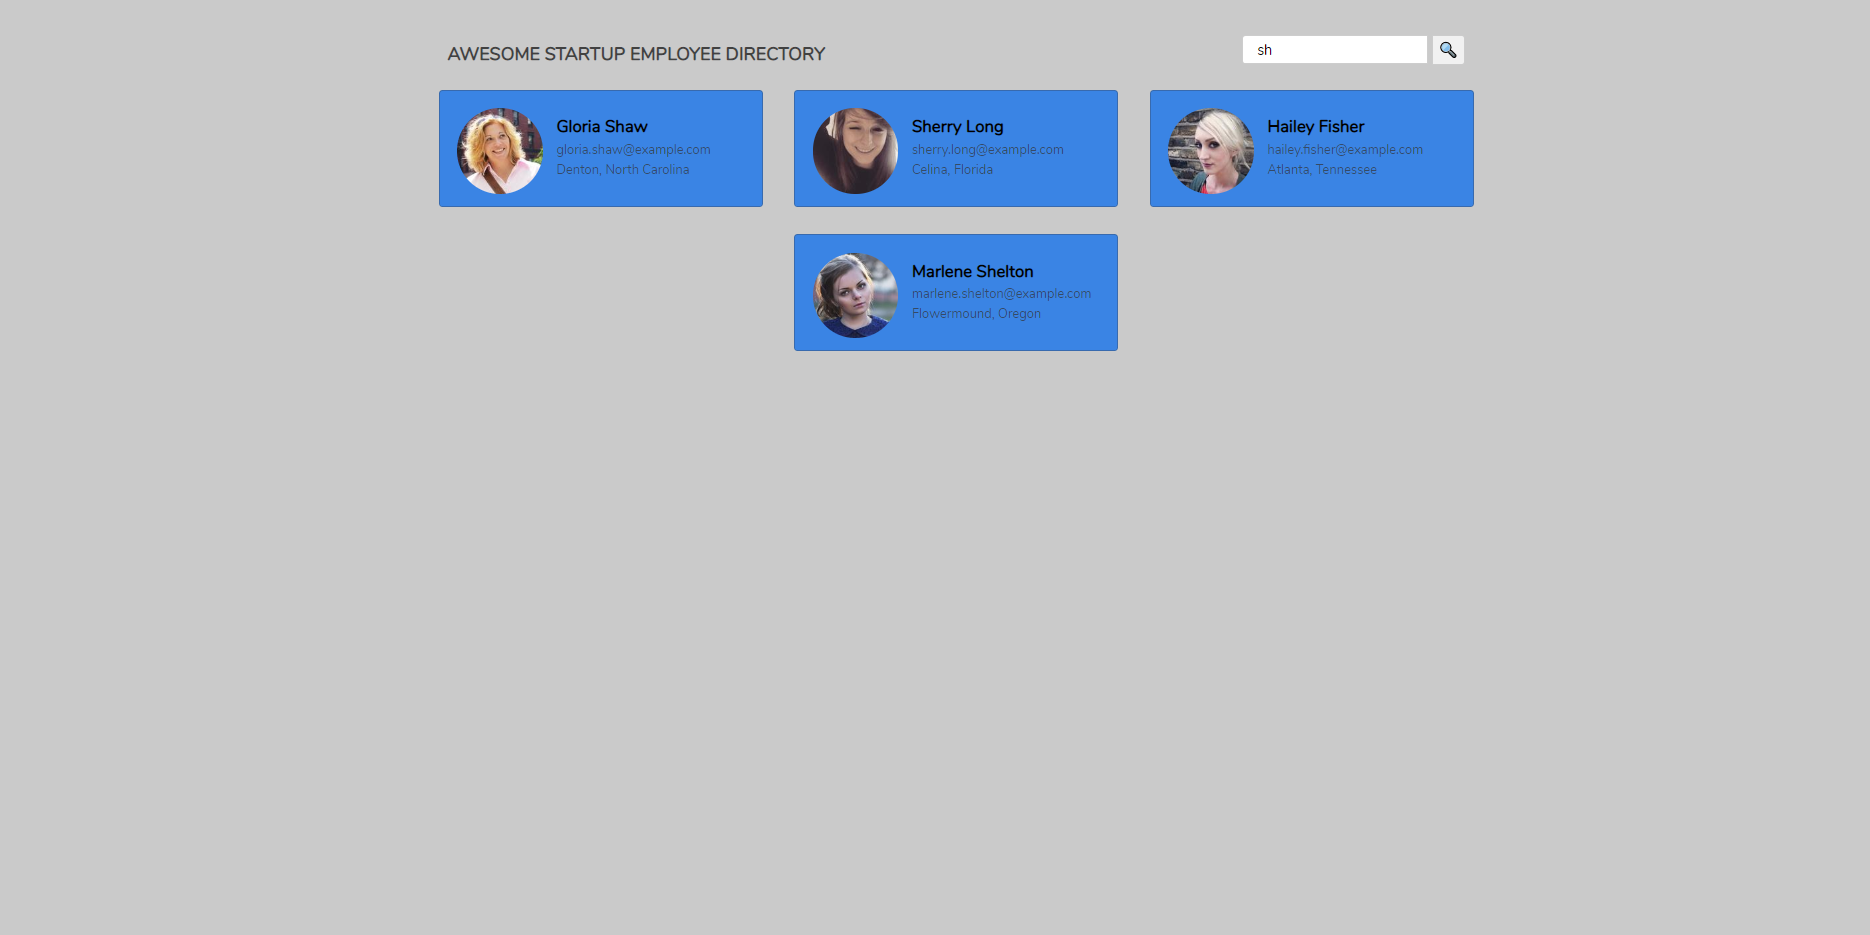 AWESOME STARTUP EMPLOYEE DIRECTORY
sh
Gloria Shaw
gloria.shaw@example.com
Denton, North Carolina
Sherry Long
sherry.long@example.com
Celina, Florida
Hailey Fisher
hailey.fisher@example.com
Atlanta, Tennessee
Marlene Shelton
marlene.shelton@example.com
Flowermound, Oregon